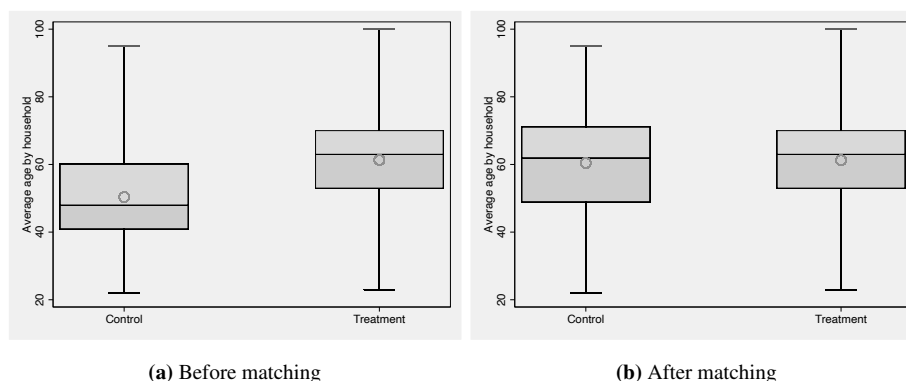 Average age by household
100
80
60
40
20
Control
Treatment
(a) Before matching
Average age by household
100
80
60
40
20
Control
Treatment
(b) After matching